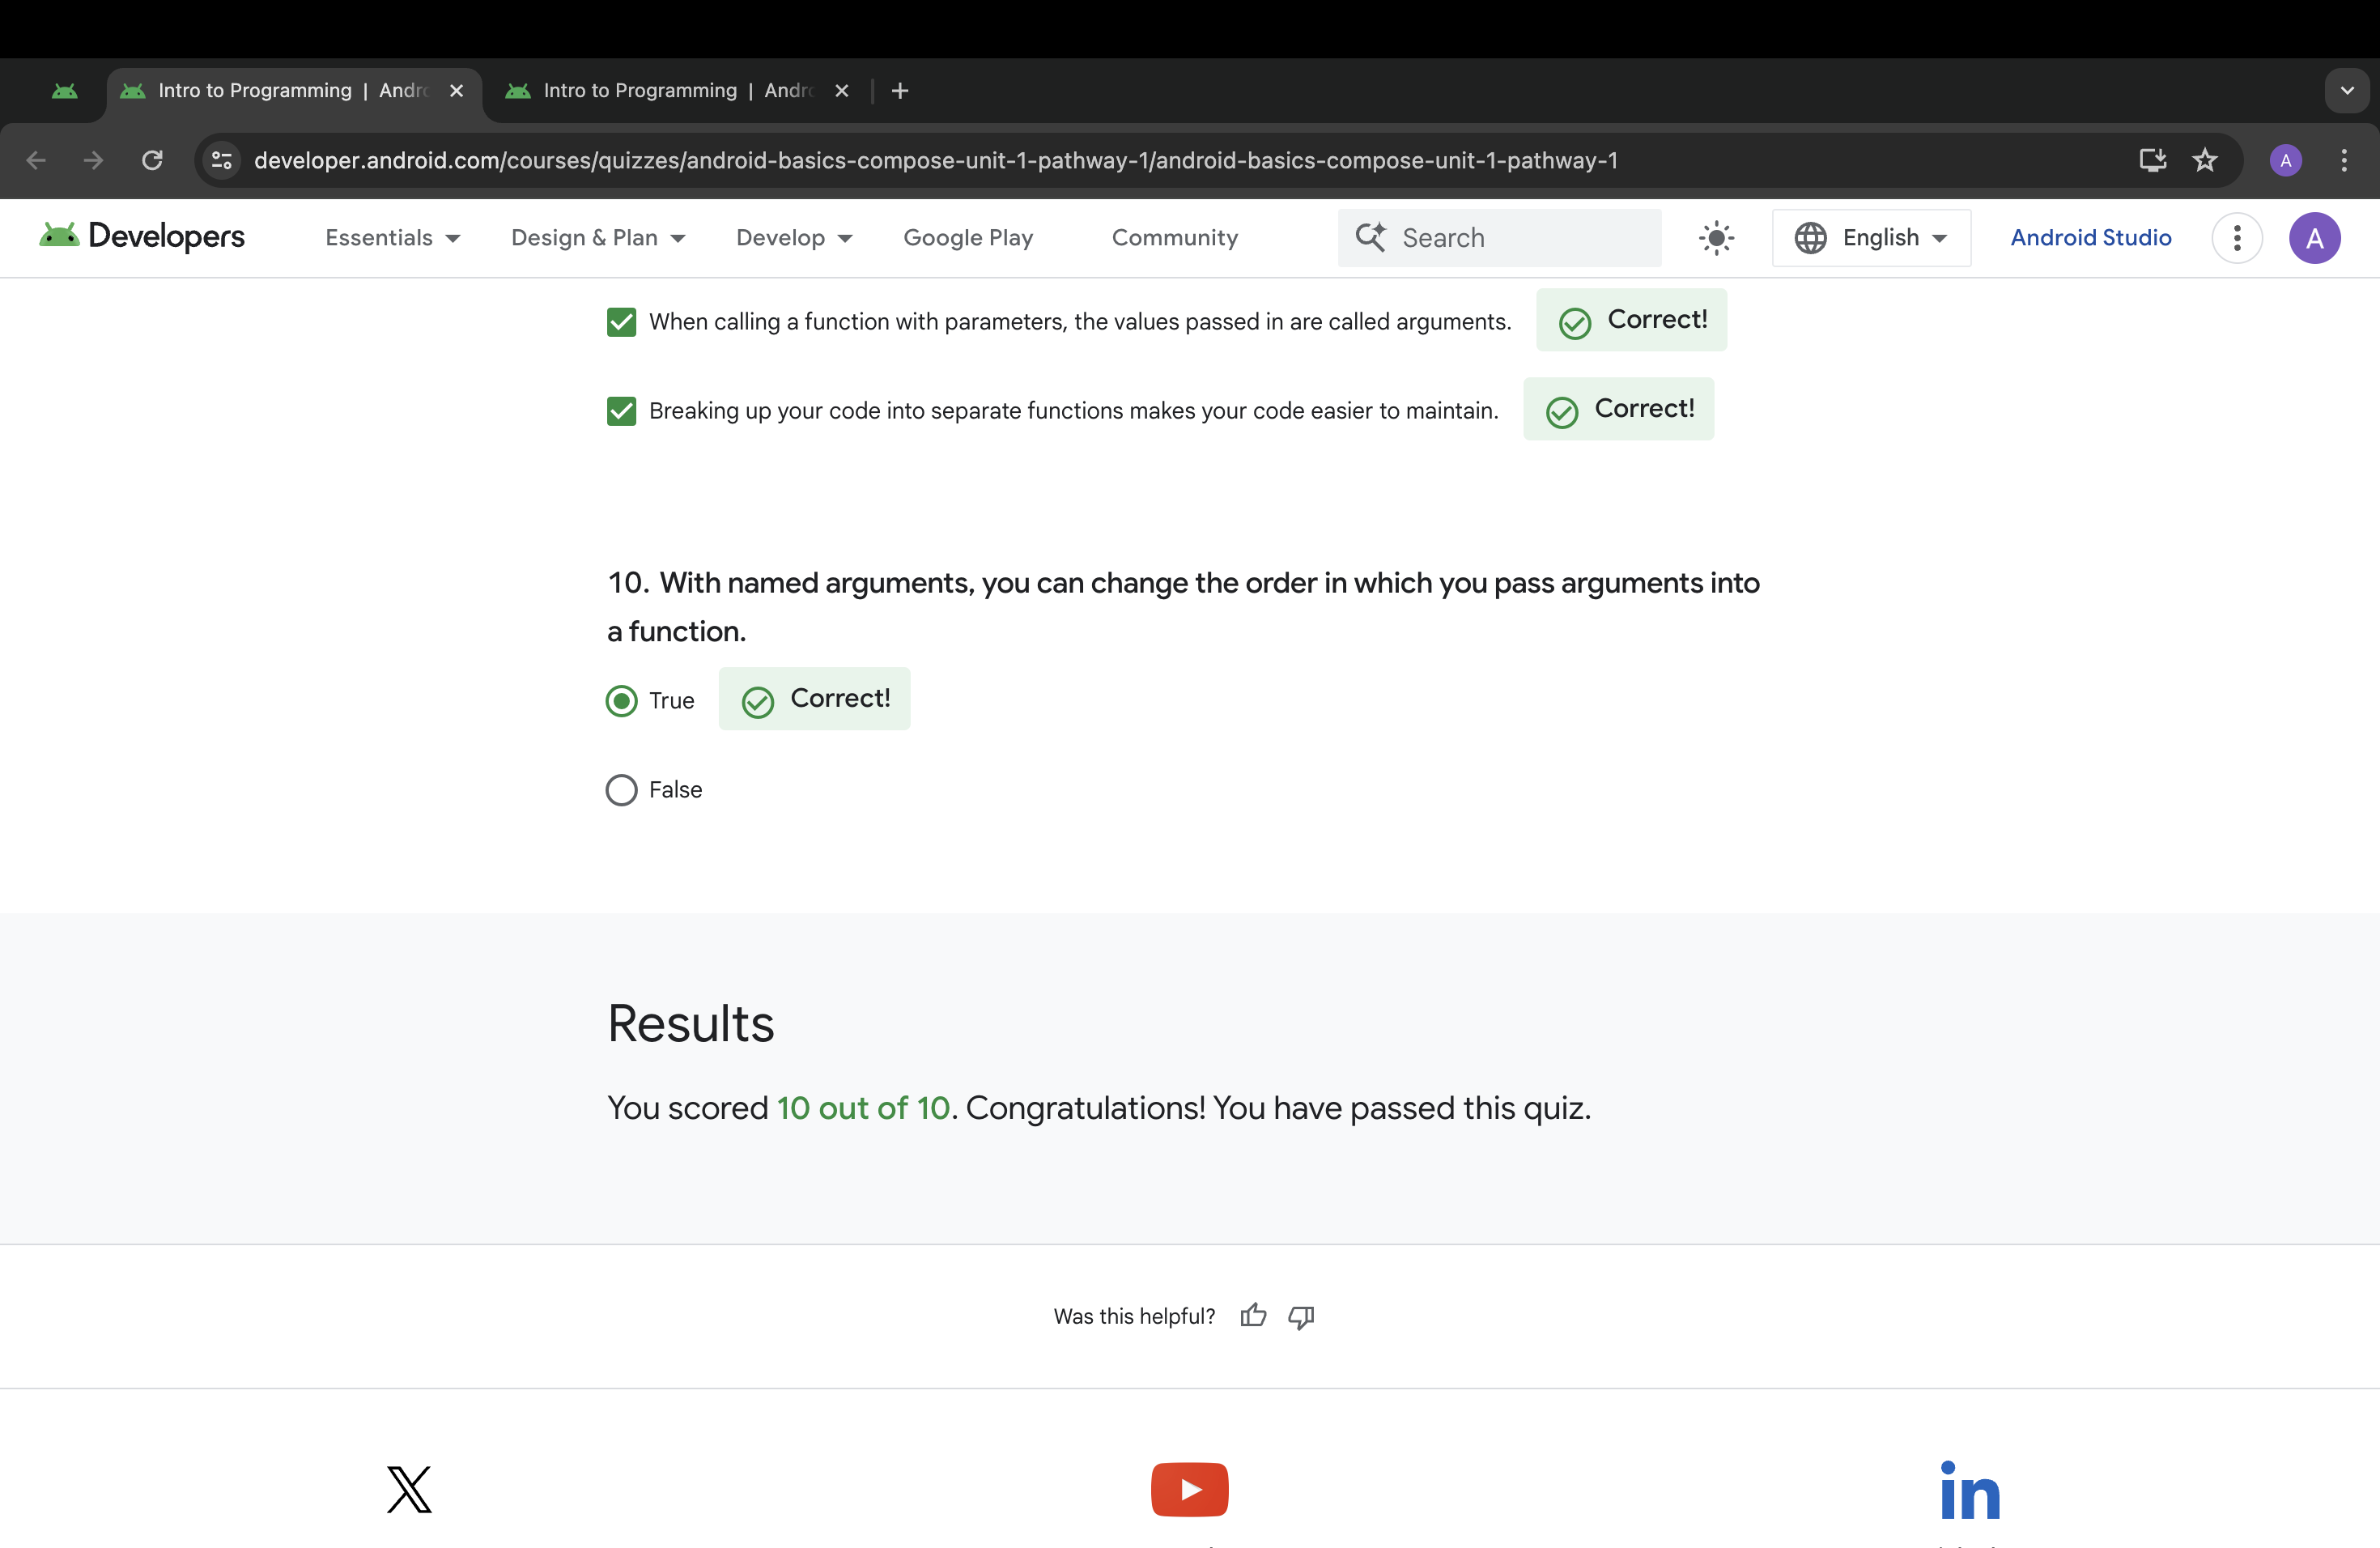 Intro to Programming | Andr
Intro to Programming | Andr
developer.android.com/courses/quizzes/android-basics-compose-unit-1-pathway-1/android-basics-compose-unit-1-pathway-1
A
Developers
Essentials
Design & Plan
Develop
Google Play
Community
Search
English
Android Studio
A
When calling a function with parameters, the values passed in are called arguments.
Correct!
Breaking up your code into separate functions makes your code easier to maintain.
Correct!
10. With named arguments, you can change the order in which you pass arguments into
a function.
True
Correct!
False
Results
You scored 10 out of 10. Congratulations! You have passed this quiz.
Was this helpful?
X
in